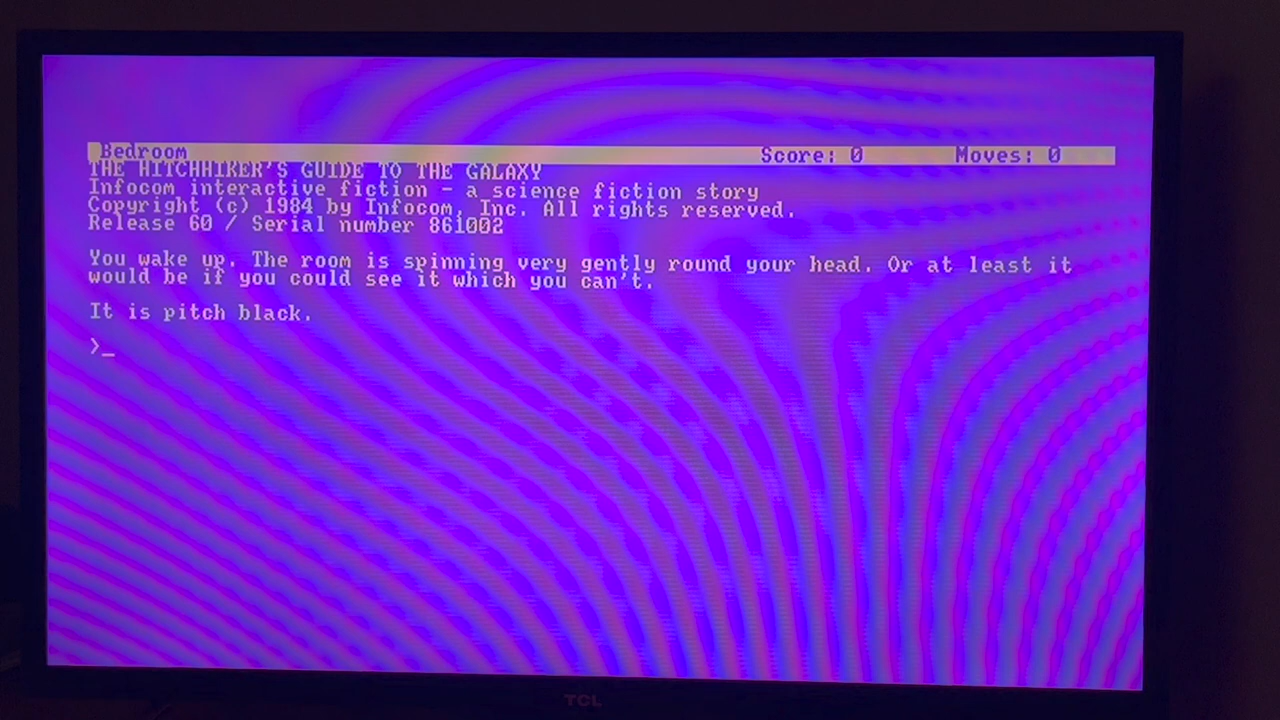 Bedroom Score: 0 Moves: 0
THE HITCHHIKER'S GUIDE TO THE GALAXY
Infocom interactive fiction - a science fiction story
Copyright (c) 1984 by Infocom, Inc. All rights reserved.
Release 60 / Serial number 861002
You wake up. The room is spinning very gently round your head. Or at least it
would be if you could see it which you can't.
It is pitch black.
>_
TCL